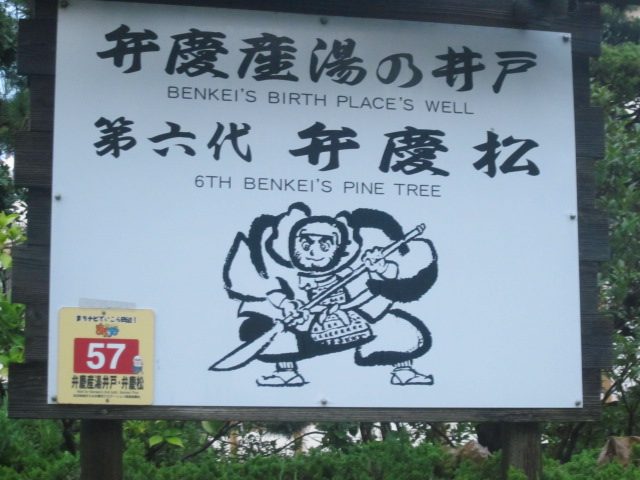 弁慶産湯の井戸
BENKEI'S BIRTH PLACE'S WELL
第六代 弁慶松
6TH BENKEI'S PINE TREE
57
弁慶産湯井戸・弁慶松